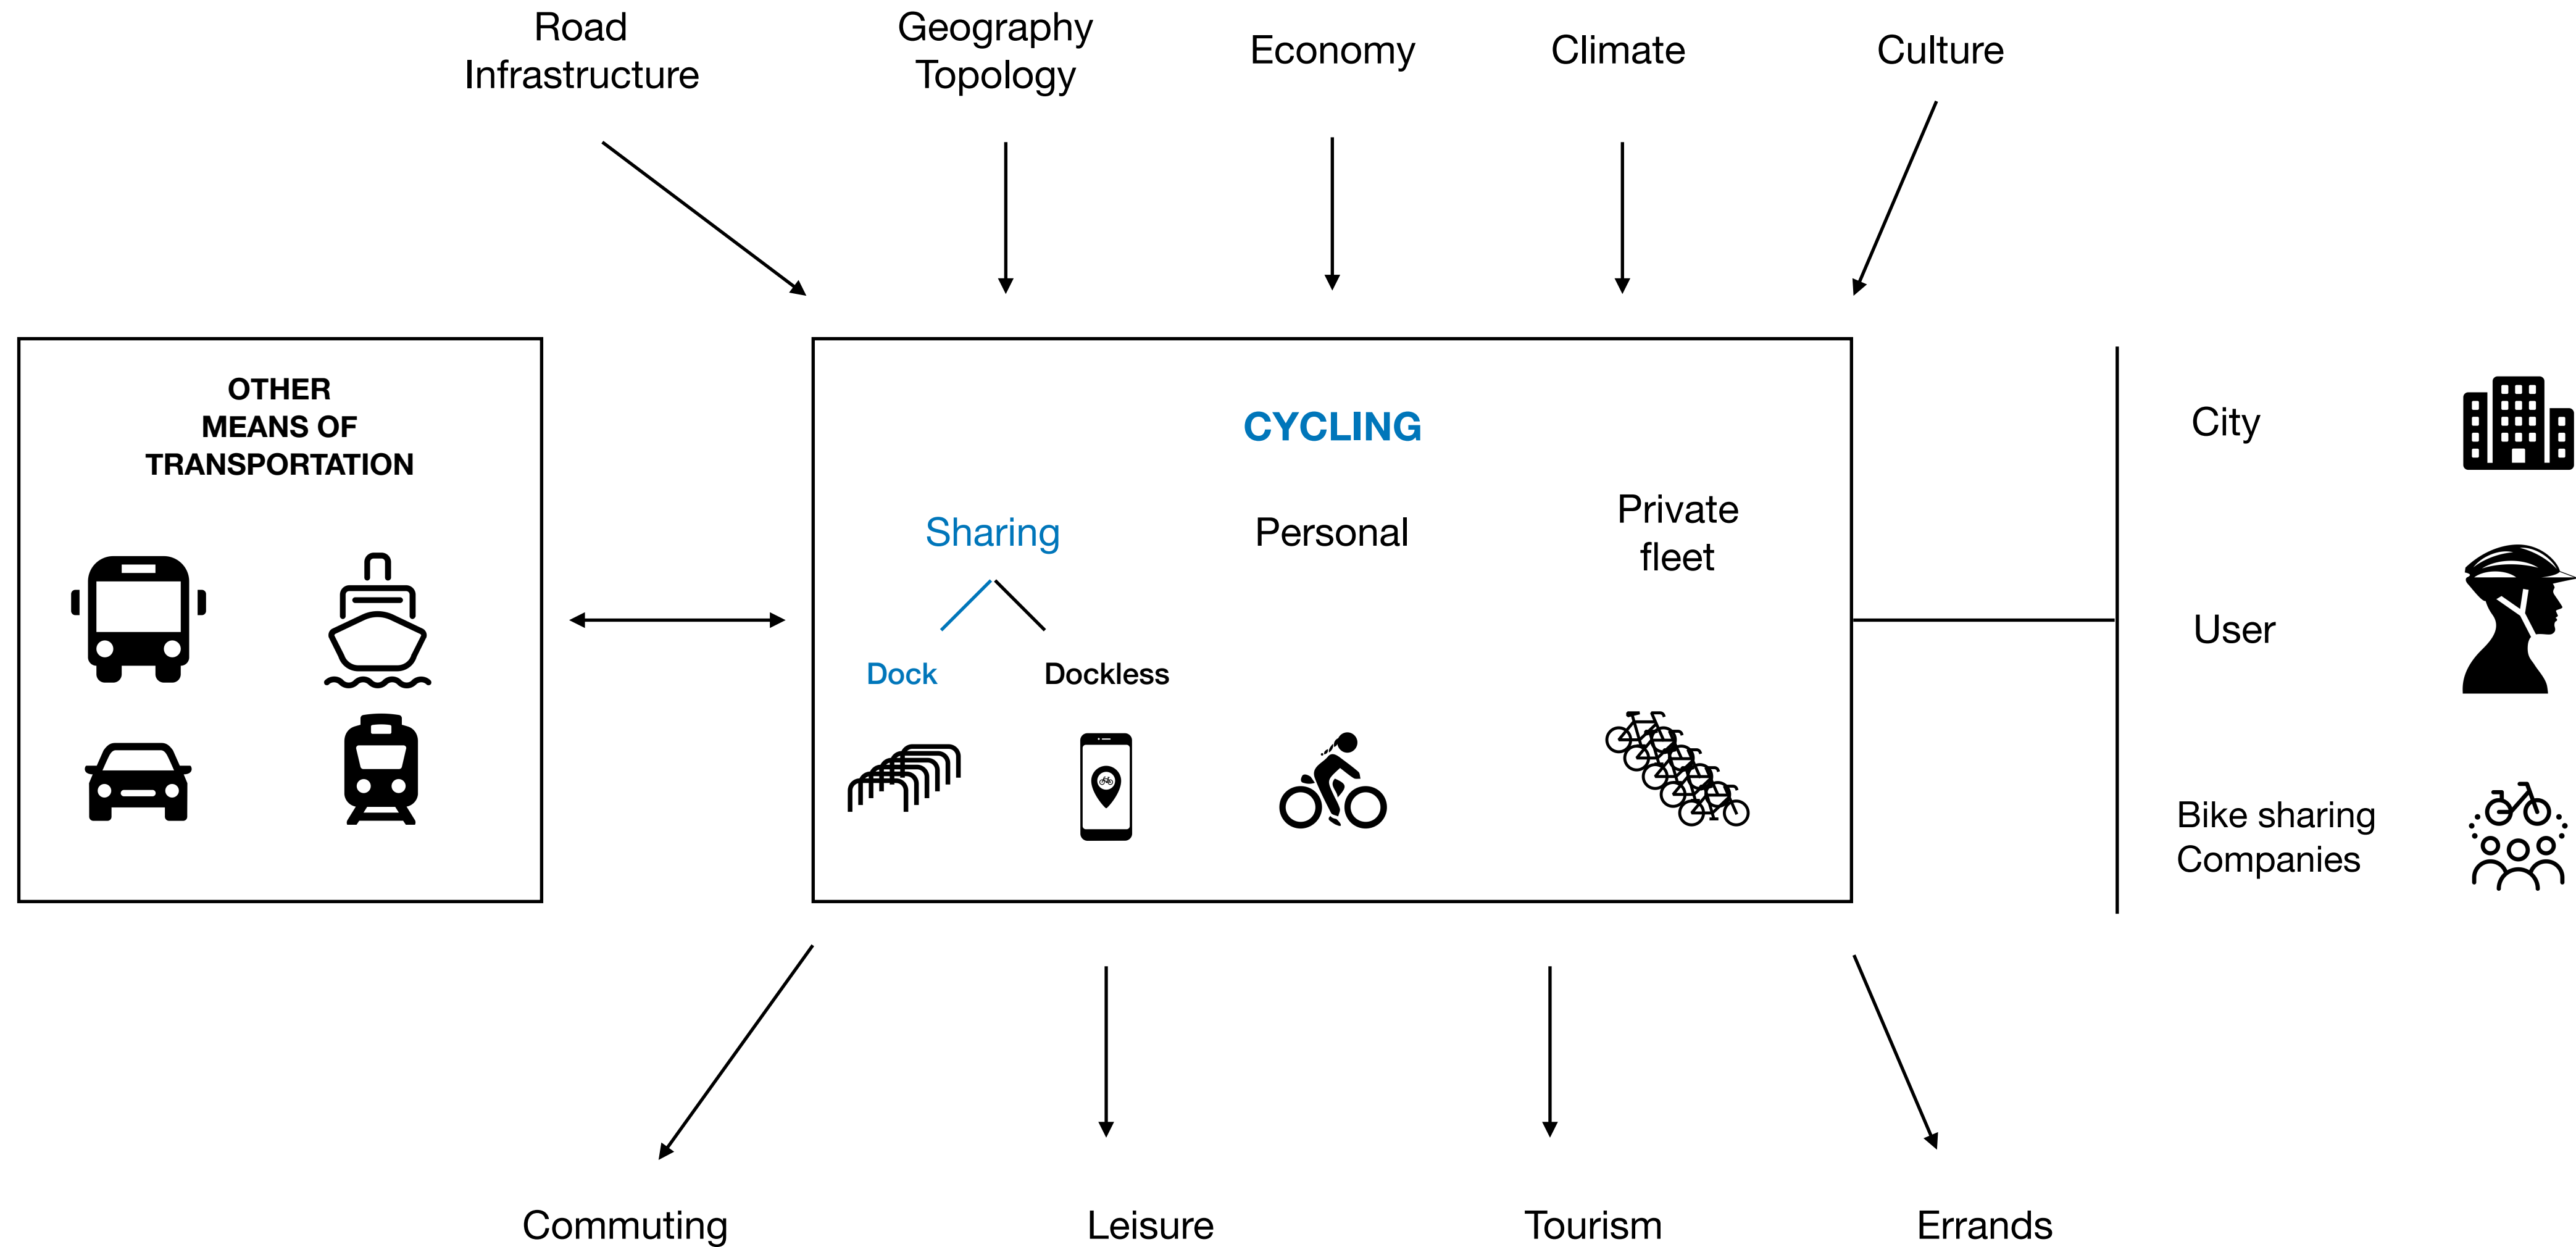 Road
Infrastructure
Geography
Topology
Economy
Climate
Culture
OTHER
MEANS OF
TRANSPORTATION
CYCLING
Sharing
Personal
Private
fleet
Dock
Dockless
City
User
Bike sharing
Companies
Commuting
Leisure
Tourism
Errands